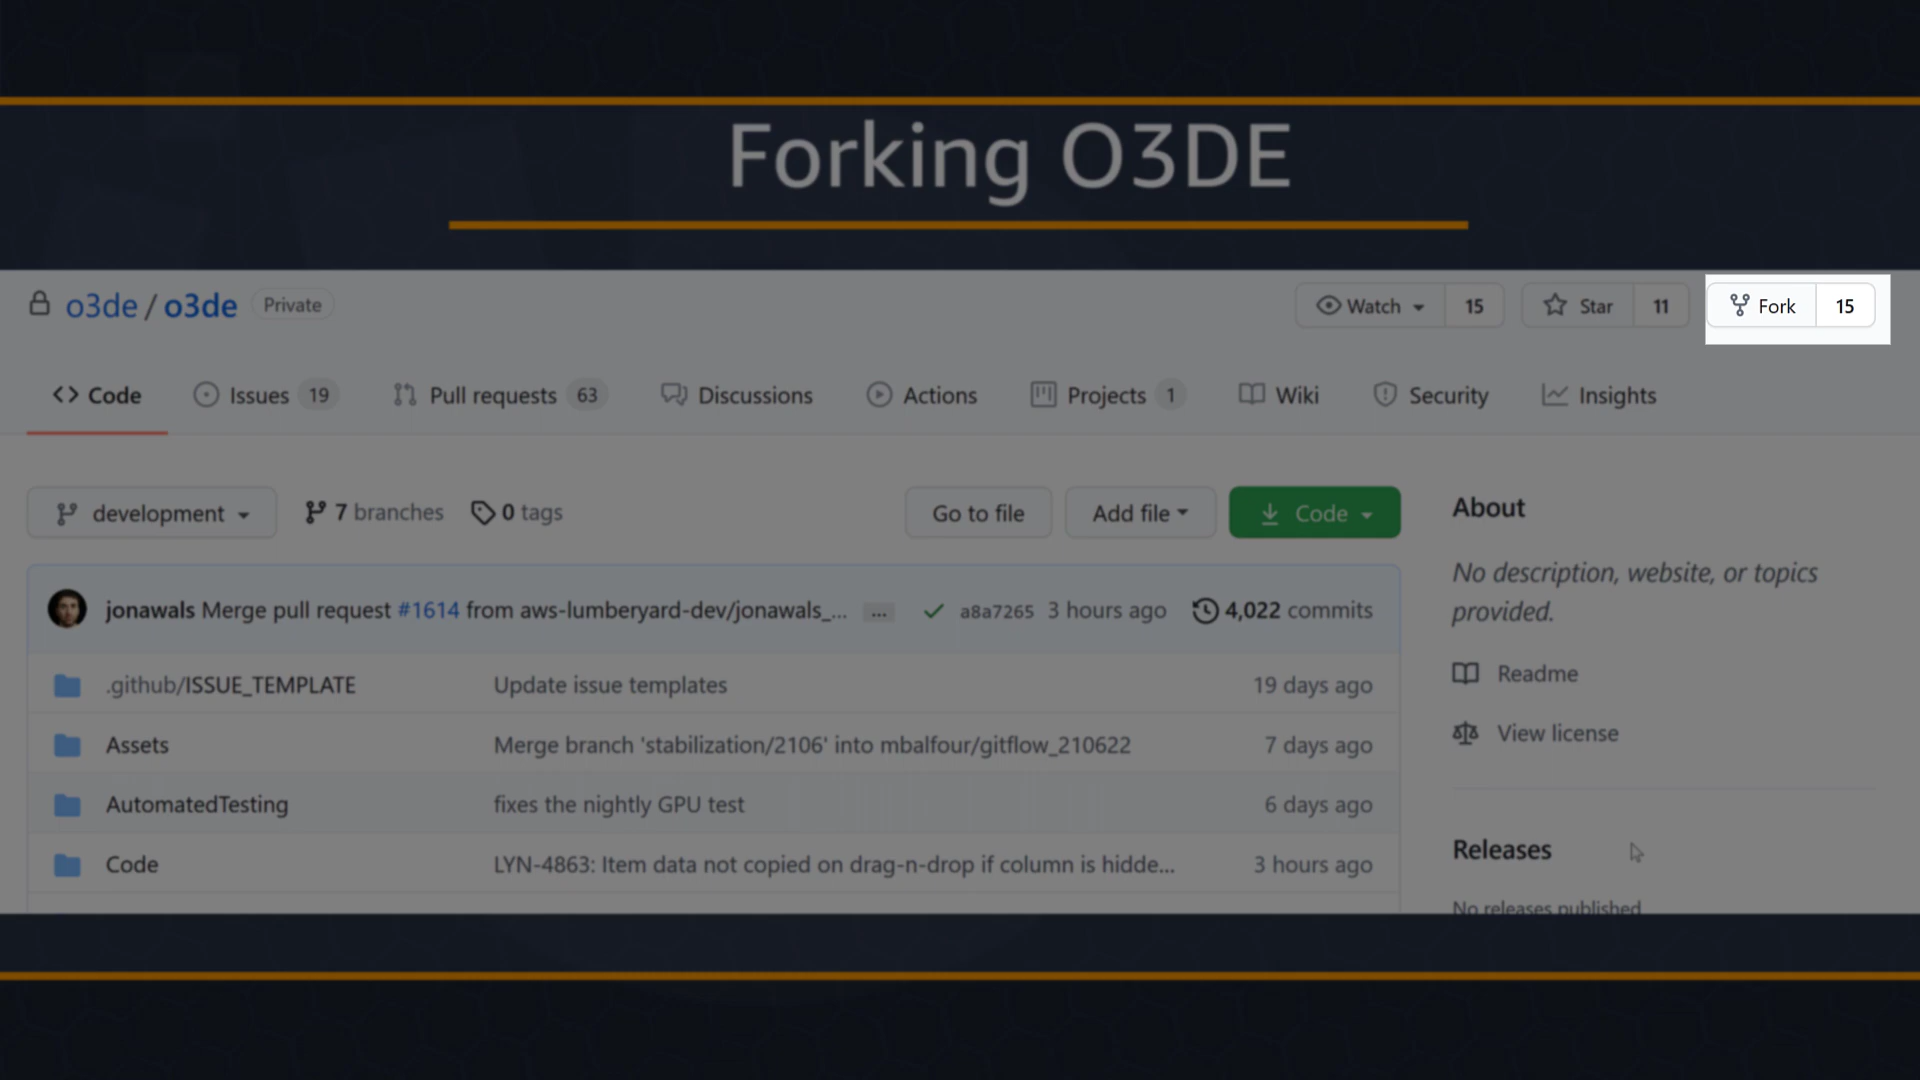 Forking O3DE
o3de / o3de Private Watch 15 Star 11 Fork 15
Code Issues 19 Pull requests 63 Discussions Actions Projects 1 Wiki Security Insights
development 7 branches 0 tags Go to file Add file Code
About
No description, website, or topics
provided.
jonawals Merge pull request #1614 from aws-lumberyard-dev/jonawals_... ... a8a7265 3 hours ago 4,022 commits
.github/ISSUE_TEMPLATE Update issue templates 19 days ago
Readme
Assets Merge branch 'stabilization/2106' into mbalfour/gitflow_210622 7 days ago
View license
AutomatedTesting fixes the nightly GPU test 6 days ago
Code LYN-4863: Item data not copied on drag-n-drop if column is hidde... 3 hours ago
Releases
No releases published